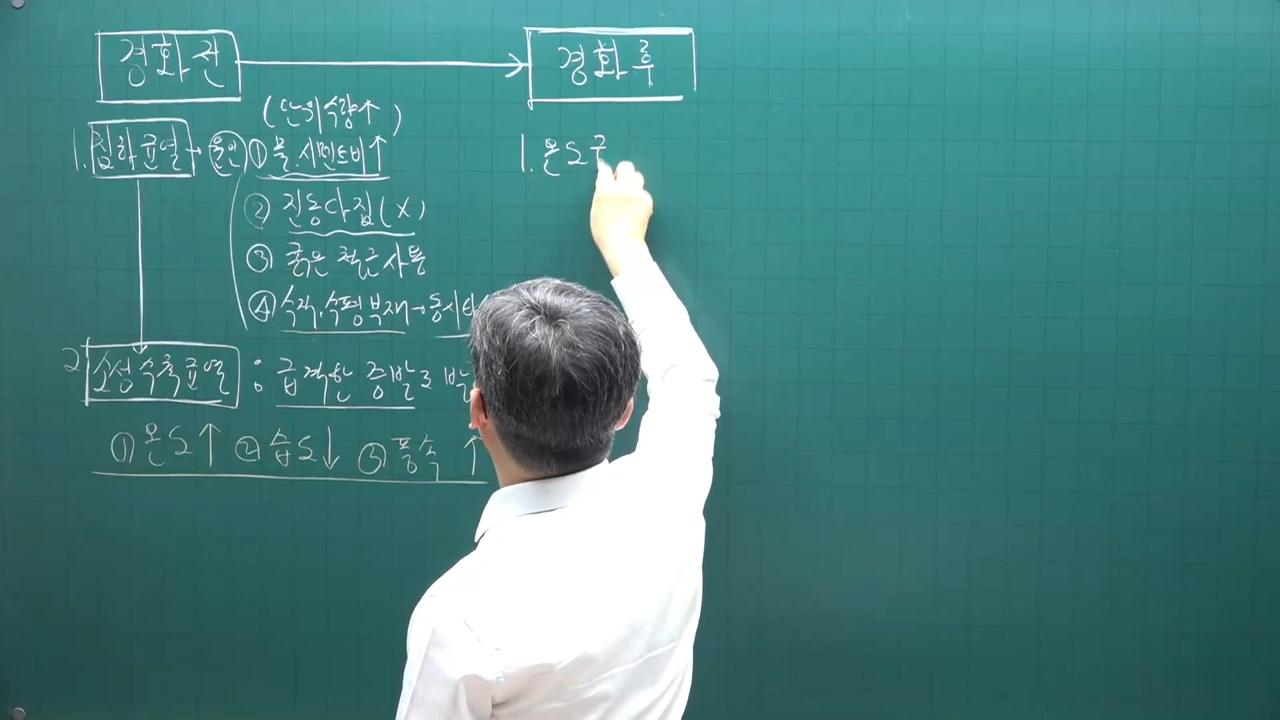 경화 전 → 경화 후
(단위수량↑)
1. 침하균열 → 원인 ① 물.시멘트비↑
② 진동다짐(X)
③ 굵은 철근 사용
④ 수직.수평부재→동시타
2 소성수축균열 : 급격한 증발로 발
① 온도↑ ② 습도↓ ③ 풍속 ↑
1. 온도균